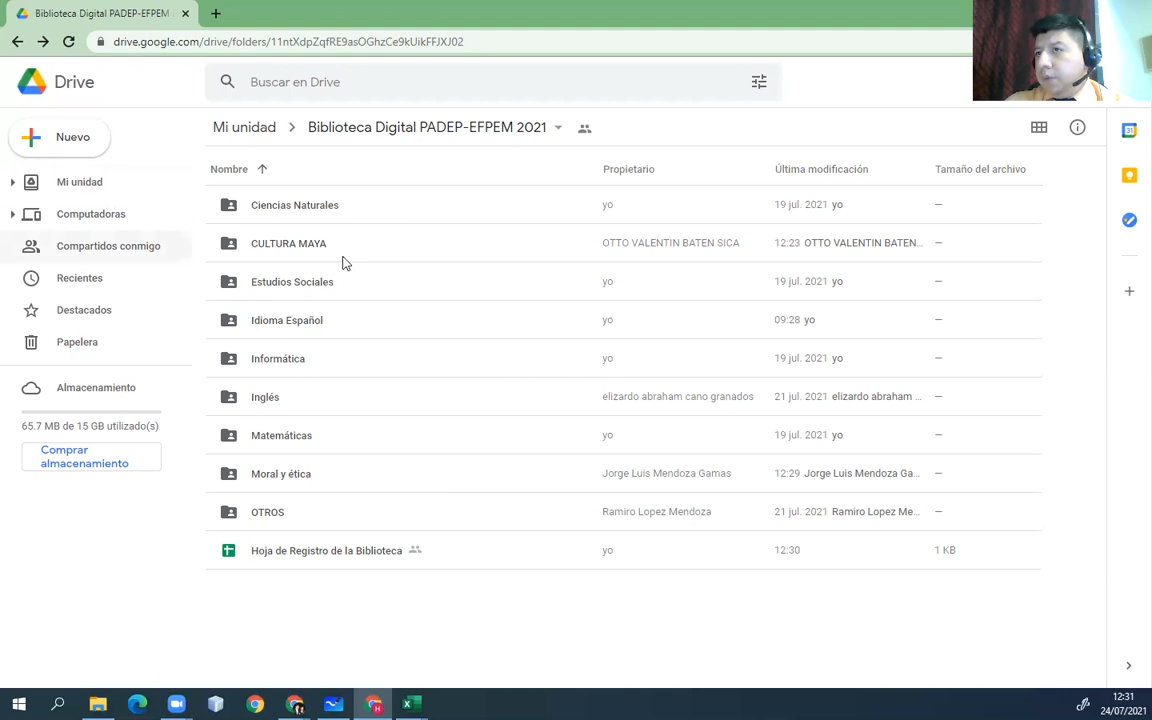 Biblioteca Digital PADEP-EFPEM
drive.google.com/drive/folders/11ntXdpZqfRE9asOGhzCe9kUikFFJXJ02
Drive
Buscar en Drive
Nuevo
Mi unidad
Computadoras
Compartidos conmigo
Recientes
Destacados
Papelera
Almacenamiento
65.7 MB de 15 GB utilizado(s)
Comprar
almacenamiento
Mi unidad > Biblioteca Digital PADEP-EFPEM 2021
Nombre Propietario Última modificación Tamaño del archivo
Ciencias Naturales yo 19 jul. 2021 yo —
CULTURA MAYA OTTO VALENTIN BATEN SICA 12:23 OTTO VALENTIN BATEN... —
Estudios Sociales yo 19 jul. 2021 yo —
Idioma Español yo 09:28 yo —
Informática yo 19 jul. 2021 yo —
Inglés elizardo abraham cano granados 21 jul. 2021 elizardo abraham ... —
Matemáticas yo 19 jul. 2021 yo —
Moral y ética Jorge Luis Mendoza Gamas 12:29 Jorge Luis Mendoza Ga... —
OTROS Ramiro Lopez Mendoza 21 jul. 2021 Ramiro Lopez Me... —
Hoja de Registro de la Biblioteca yo 12:30 1 KB
31
12:31
24/07/2021